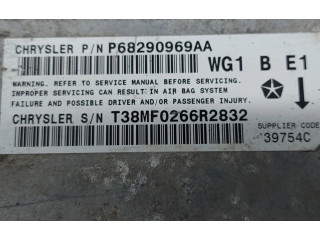 CHRYSLER P/N P68290969AA
WG1 B E1
WARNING. REFER TO SERVICE MANUAL BEFORE SERVICING.
IMPROPER SERVICING CAN RESULT IN AIR BAG SYSTEM
FAILURE AND POSSIBLE DRIVER AND/OR PASSENGER INJURY.
CHRYSLER S/N T38MF0266R2832
SUPPLIER CODE:
39754C